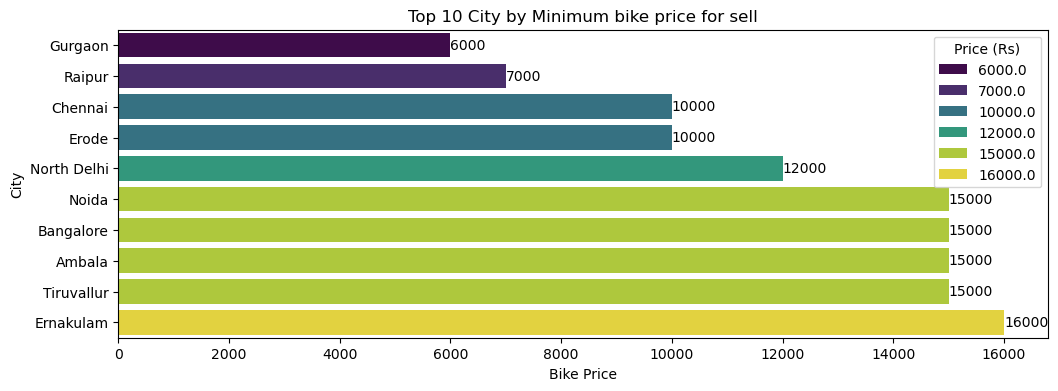 Top 10 City by Minimum bike price for sell
City
Gurgaon 6000
Raipur 7000
Chennai 10000
Erode 10000
North Delhi 12000
Noida 15000
Bangalore 15000
Ambala 15000
Tiruvallur 15000
Ernakulam 16000
Price (Rs)
6000.0
7000.0
10000.0
12000.0
15000.0
16000.0
0 2000 4000 6000 8000 10000 12000 14000 16000
Bike Price